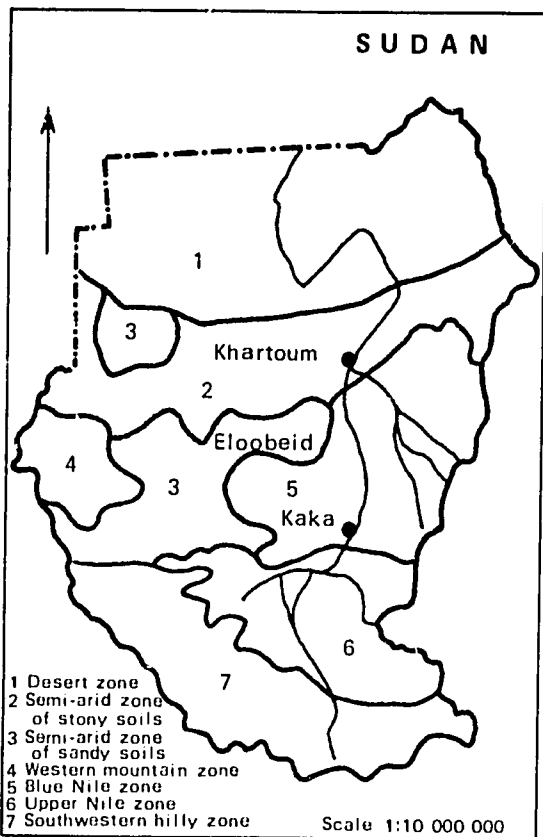 SUDAN
1
3
Khartoum
2
Eloobeid
4
3
5
Kaka
6
7
1 Desert zone
2 Semi-arid zone
of stony soils
3 Semi-arid zone
of sandy soils
4 Western mountain zone
5 Blue Nile zone
6 Upper Nile zone
7 Southwestern hilly zone
Scale 1:10 000 000